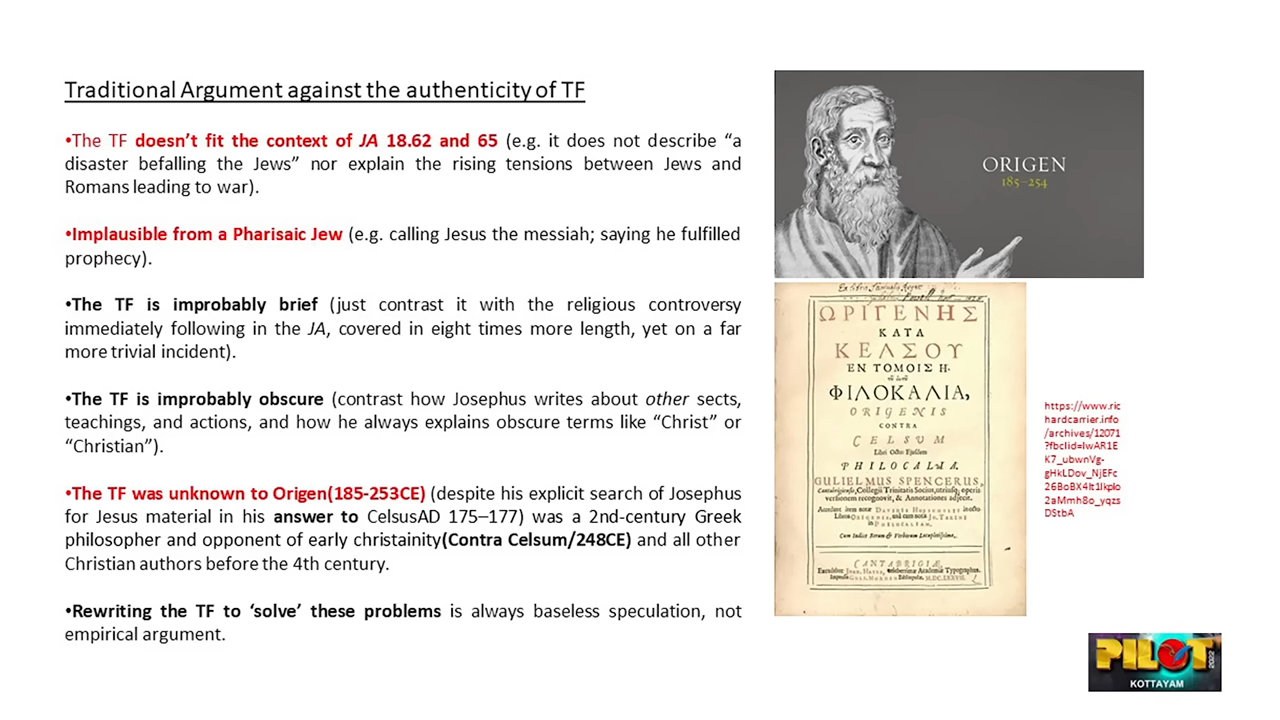 Traditional Argument against the authenticity of TF
•The TF doesn’t fit the context of JA 18.62 and 65 (e.g. it does not describe “a
disaster befalling the Jews” nor explain the rising tensions between Jews and
Romans leading to war).
•Implausible from a Pharisaic Jew (e.g. calling Jesus the messiah; saying he fulfilled
prophecy).
•The TF is improbably brief (just contrast it with the religious controversy
immediately following in the JA, covered in eight times more length, yet on a far
more trivial incident).
•The TF is improbably obscure (contrast how Josephus writes about other sects,
teachings, and actions, and how he always explains obscure terms like “Christ” or
“Christian”).
•The TF was unknown to Origen(185-253CE) (despite his explicit search of Josephus
for Jesus material in his answer to CelsusAD 175–177) was a 2nd-century Greek
philosopher and opponent of early christainity(Contra Celsum/248CE) and all other
Christian authors before the 4th century.
•Rewriting the TF to ‘solve’ these problems is always baseless speculation, not
empirical argument.
ORIGEN
185–254
ΩΡΙΓΕΝΗΣ
ΚΑΤΑ
ΚΕΛΣΟΥ
ΕΝ ΤΟΜΟΙΣ Η.
ΦΙΛΟΚΑΛΙΑ,
ORIGENIS
CONTRA
CELSUM
Libri Octo
PHILOCALIA.
GULIELMUS SPENCERUS,
CANTABRIGIÆ,
https://www.ric
hardcarrier.info
/archives/12071
?fbclid=IwAR1E
K7_ubwnVg-
gHkLDov_NjEFc
26BoBX4lt1lkplo
2aMmh8o_yqzs
DStbA
PILOT
2022
KOTTAYAM